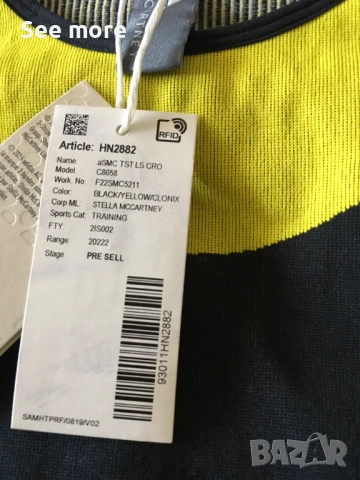 See more
CARTNEY
RFID
Article: HN2882
Name: aSMC TST LS CRO
Model: C8058
Work. No. F22SMC5211
Color: BLACK/YELLOW/CLONIX
Corp ML: STELLA MCCARTNEY
Sports Cat: TRAINING
FTY: 2IS002
Range: 20222
Stage: PRE SELL
93011HN2882
SAMHTPRF/0819/V02
BAZAR